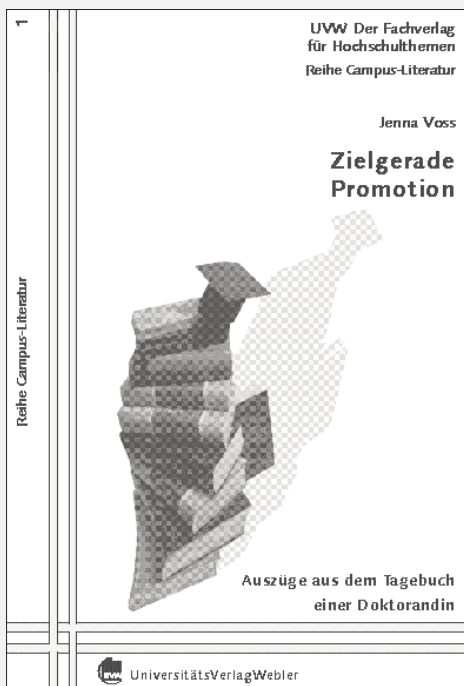 1
Reihe Campus-Literatur
UVW Der Fachverlag
für Hochschulthemen
Reihe Campus-Literatur
Jenna Voss
Zielgerade
Promotion
Auszüge aus dem Tagebuch
einer Doktorandin
UVW UniversitätsVerlagWebler